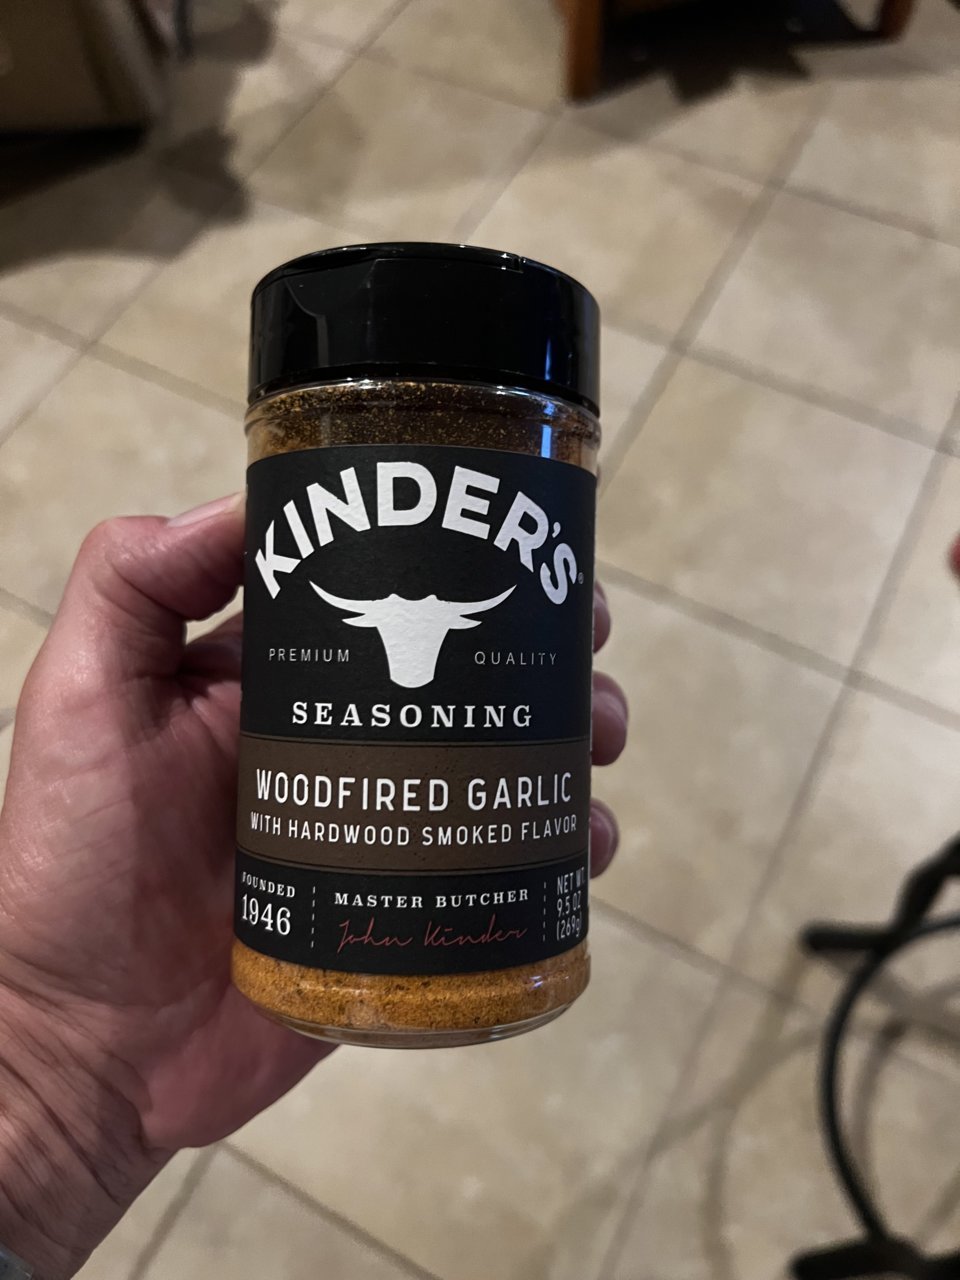 KINDER'S®
PREMIUM QUALITY
SEASONING
WOODFIRED GARLIC
WITH HARDWOOD SMOKED FLAVOR
FOUNDED
1946
MASTER BUTCHER
John Kinder
NET WT.
9.5 OZ
(269g)